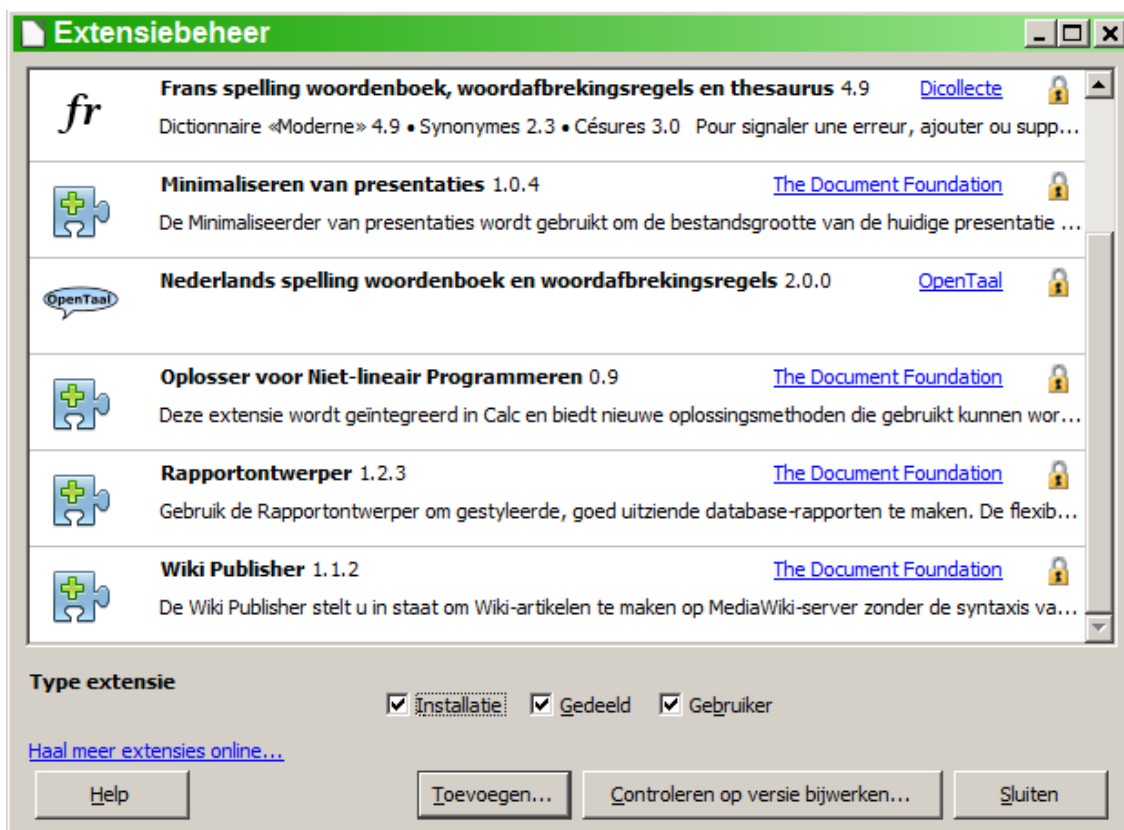 Extensiebeheer
fr
Frans spelling woordenboek, woordafbrekingsregels en thesaurus 4.9 Dicollecte
Dictionnaire «Moderne» 4.9 • Synonymes 2.3 • Césures 3.0 Pour signaler une erreur, ajouter ou supp...
Minimaliseren van presentaties 1.0.4 The Document Foundation
De Minimaliseerder van presentaties wordt gebruikt om de bestandsgrootte van de huidige presentatie ...
OpenTaal
Nederlands spelling woordenboek en woordafbrekingsregels 2.0.0 OpenTaal
Oplosser voor Niet-lineair Programmeren 0.9 The Document Foundation
Deze extensie wordt geïntegreerd in Calc en biedt nieuwe oplossingsmethoden die gebruikt kunnen wor...
Rapportontwerper 1.2.3 The Document Foundation
Gebruik de Rapportontwerper om gestyleerde, goed uitziende database-rapporten te maken. De flexib...
Wiki Publisher 1.1.2 The Document Foundation
De Wiki Publisher stelt u in staat om Wiki-artikelen te maken op MediaWiki-server zonder de syntaxis va...
Type extensie
Installatie Gedeeld Gebruiker
Haal meer extensies online...
Help Toevoegen... Controleren op versie bijwerken... Sluiten